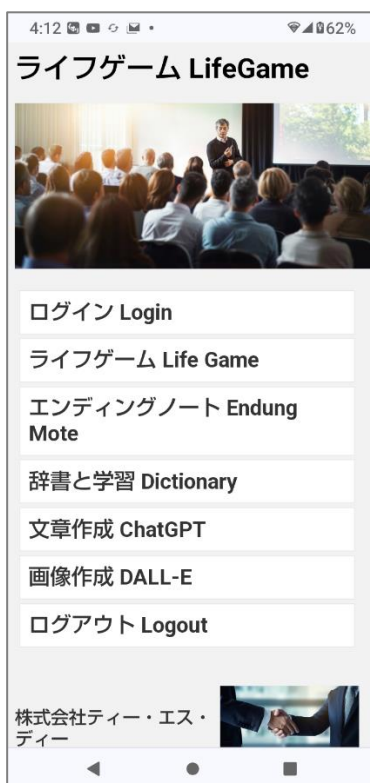 4:12
62%
ライフゲーム LifeGame
ログイン Login
ライフゲーム Life Game
エンディングノート Endung
Mote
辞書と学習 Dictionary
文章作成 ChatGPT
画像作成 DALL-E
ログアウト Logout
株式会社ティー・エス・
ディー